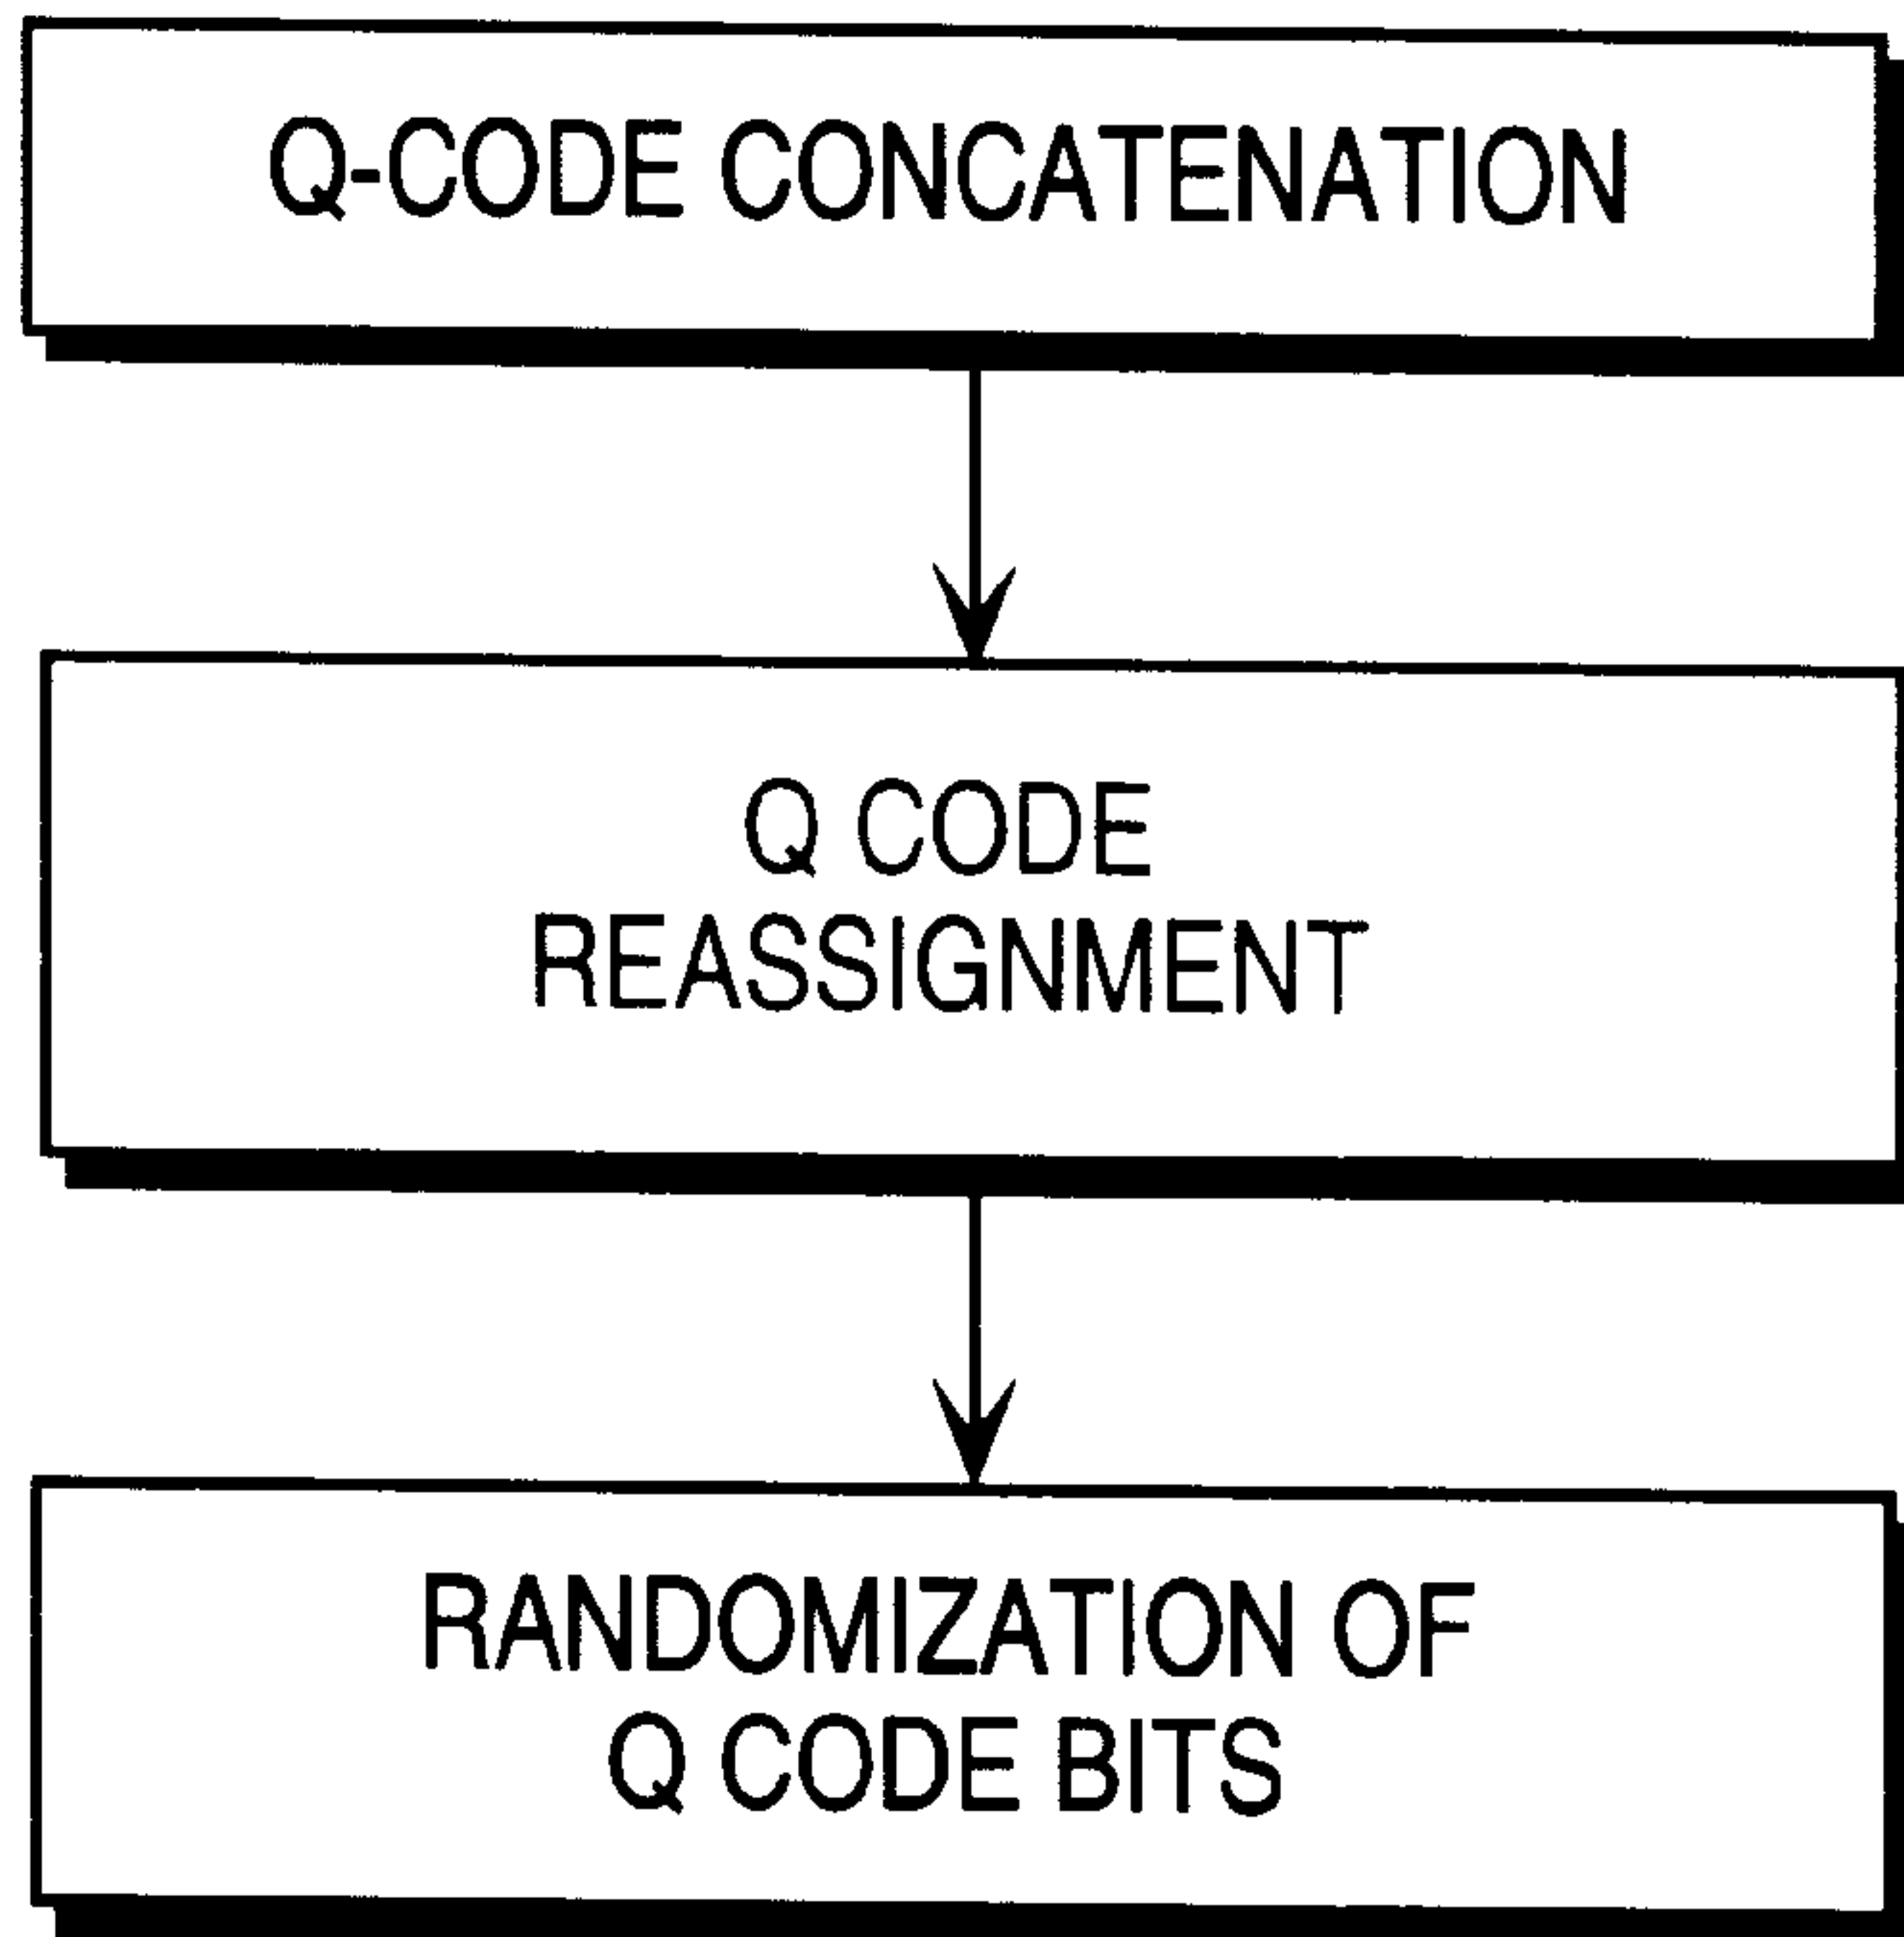 Q-CODE CONCATENATION
Q CODE
REASSIGNMENT
RANDOMIZATION OF
Q CODE BITS